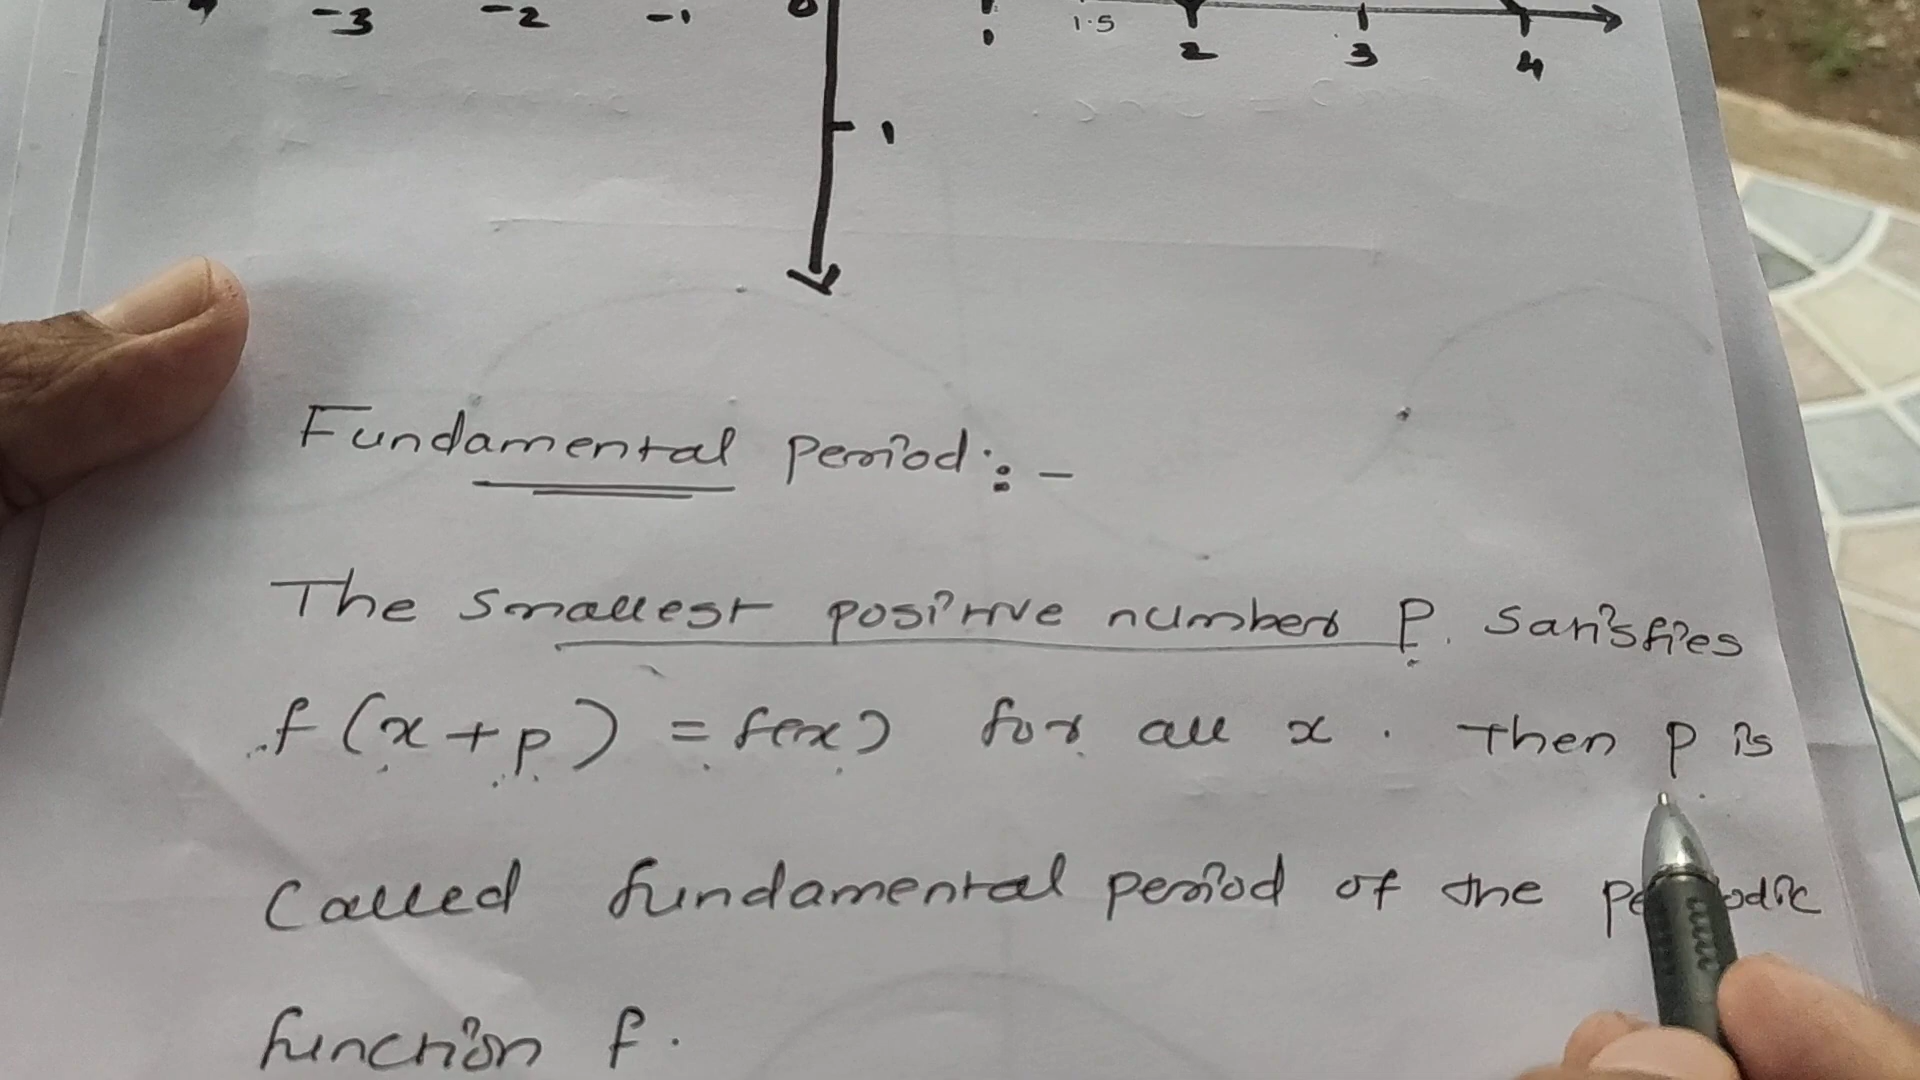 -3 -2 -1 0 1 1.5 2 3 4
1
Fundamental period :-
The smallest positive number P. satisfies
f(x+p) = f(x) for all x. Then p is
Called fundamental period of the
function f.